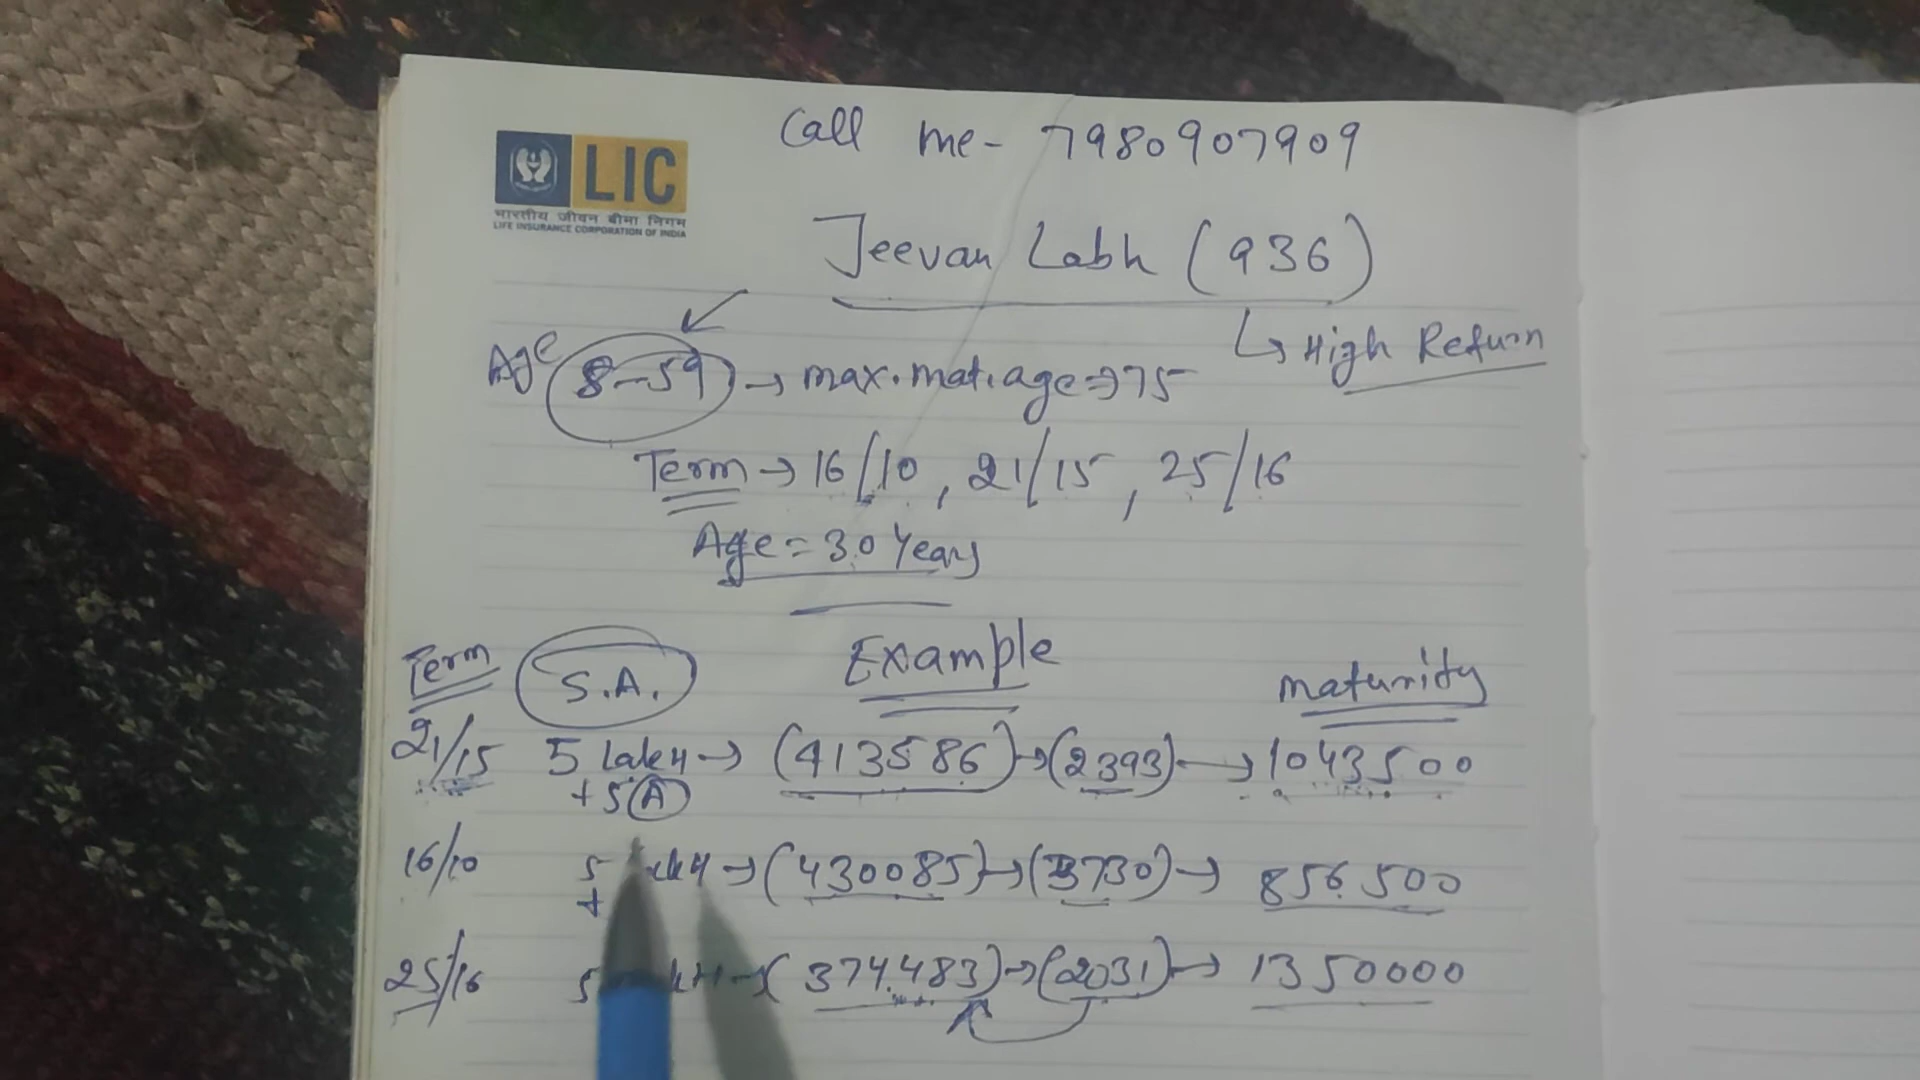 Call me- 7980907909
LIC
भारतीय जीवन बीमा निगम
LIFE INSURANCE CORPORATION OF INDIA
Jeevan Labh (936)
↳ High Return
Age 8-59 → max.mat.age⇒75
Term → 16/10, 21/15, 25/16
Age = 30 Years
Term S.A. Example maturity
21/15 5 lakh → (413586) → (2393) → 1043500
+5(A)
16/10 5 → (430085) → (3730) → 856500
+
25/16 5 (374483) → (2031) → 1350000